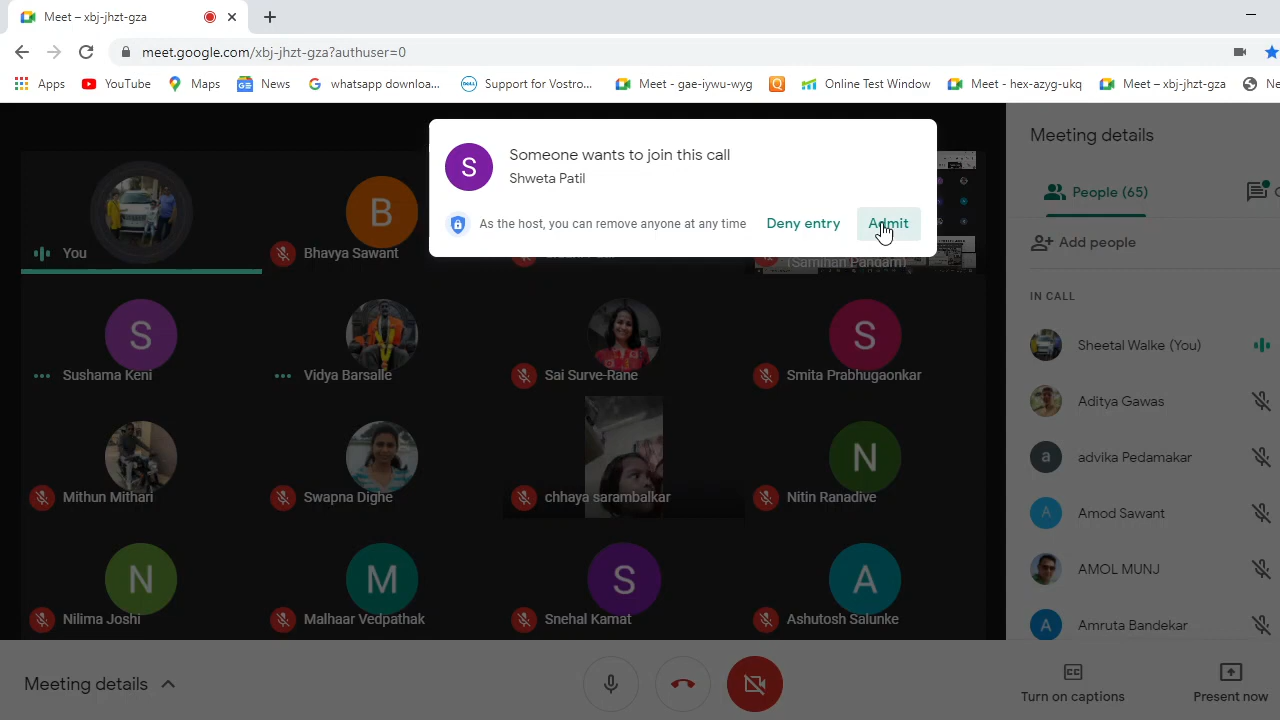 Meet – xbj-jhzt-gza
meet.google.com/xbj-jhzt-gza?authuser=0
Apps YouTube Maps News whatsapp downloa... Support for Vostro... Meet - gae-iywu-wyg Online Test Window Meet - hex-azyg-ukq Meet – xbj-jhzt-gza Ne
Someone wants to join this call
S
Shweta Patil
As the host, you can remove anyone at any time Deny entry Admit
Meeting details
People (65)
Add people
IN CALL
You
B
Bhavya Sawant
(Samihan Pandam)
S
Sushama Keni
Vidya Barsalle
Sai Surve-Rane
S
Smita Prabhugaonkar
Mithun Mithari
Swapna Dighe
chhaya sarambalkar
N
Nitin Ranadive
N
Nilima Joshi
M
Malhaar Vedpathak
S
Snehal Kamat
A
Ashutosh Salunke
Sheetal Walke (You)
Aditya Gawas
a advika Pedamakar
A Amod Sawant
AMOL MUNJ
A Amruta Bandekar
Meeting details
Turn on captions
Present now